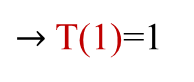 → T(1)=1